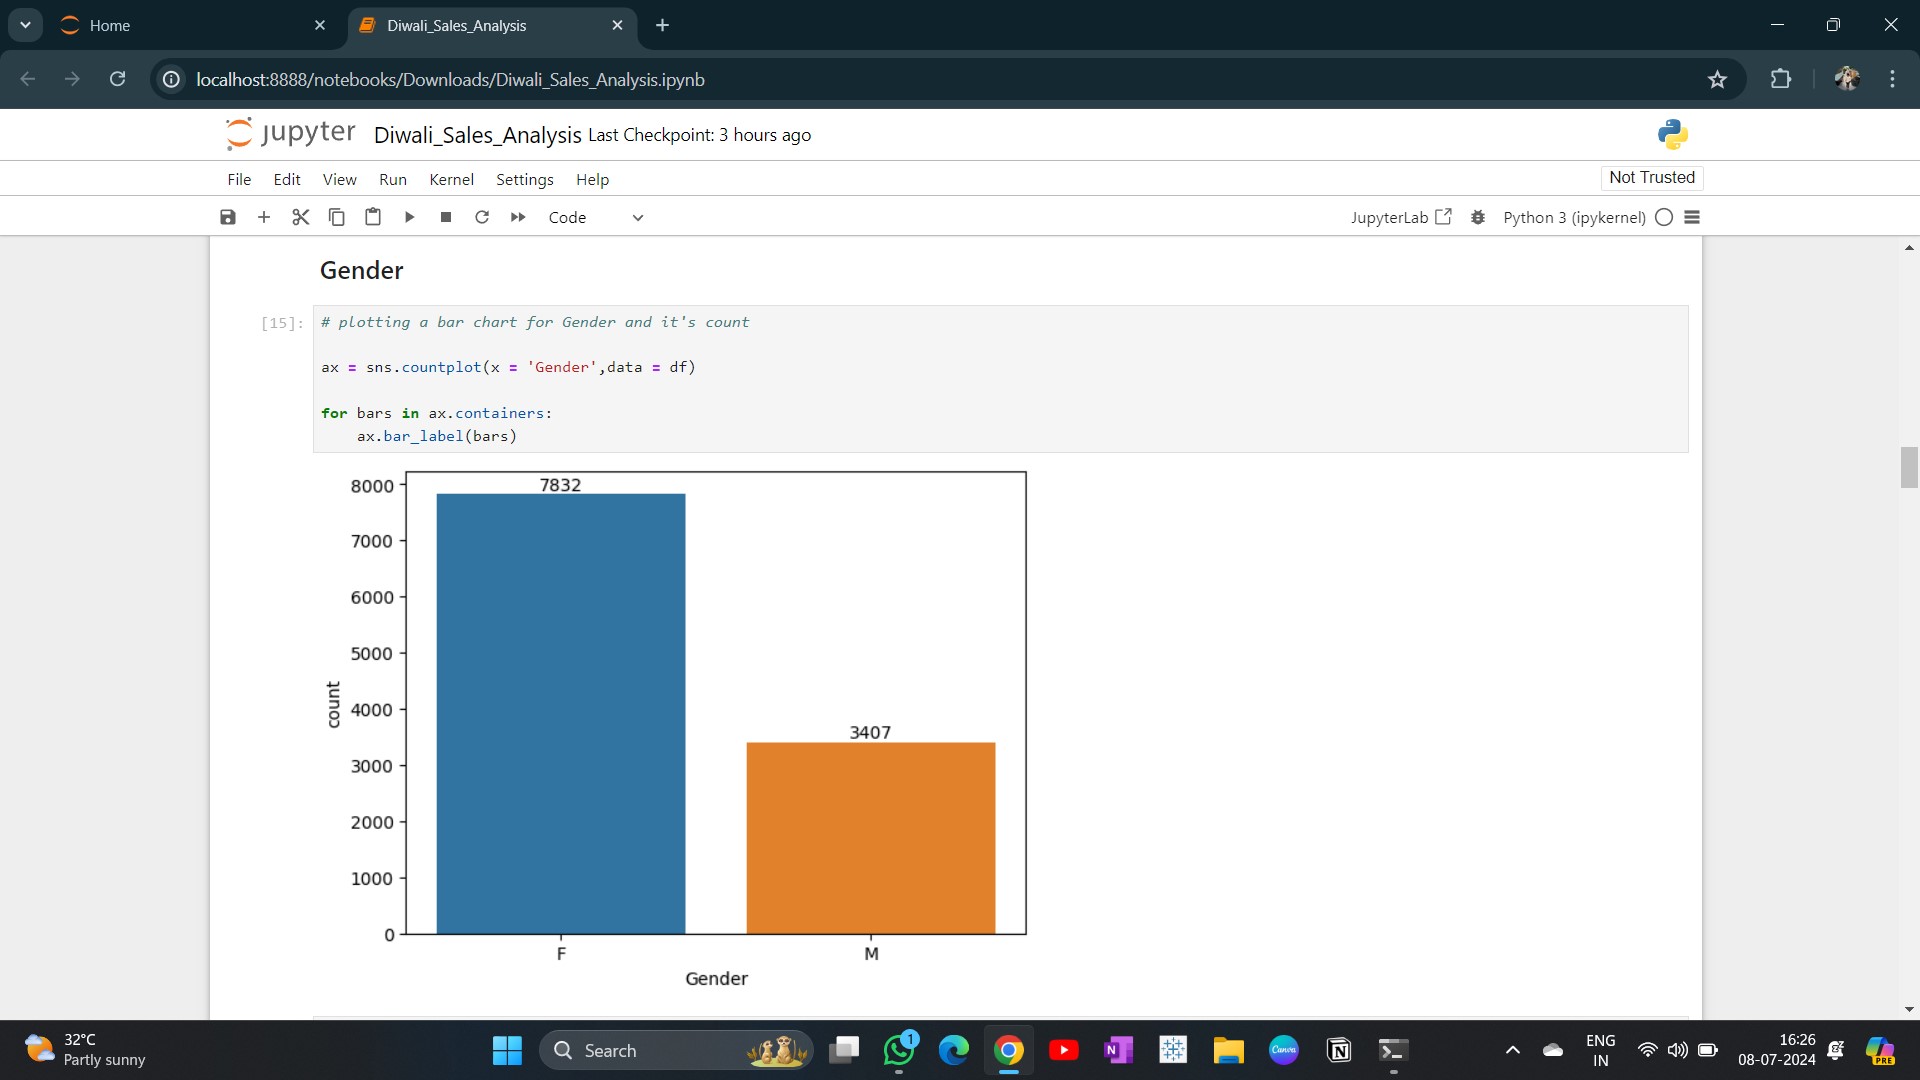 Home
Diwali_Sales_Analysis
localhost:8888/notebooks/Downloads/Diwali_Sales_Analysis.ipynb
jupyter Diwali_Sales_Analysis Last Checkpoint: 3 hours ago
File Edit View Run Kernel Settings Help
Not Trusted
Code
JupyterLab
Python 3 (ipykernel)
Gender
[15]:
# plotting a bar chart for Gender and it's count
ax = sns.countplot(x = 'Gender',data = df)
for bars in ax.containers:
    ax.bar_label(bars)
8000
7832
7000
6000
5000
count
4000
3407
3000
2000
1000
0
F
M
Gender
32°C
Partly sunny
Search
1
N
Canva
N
ENG
IN
16:26
08-07-2024
PRE